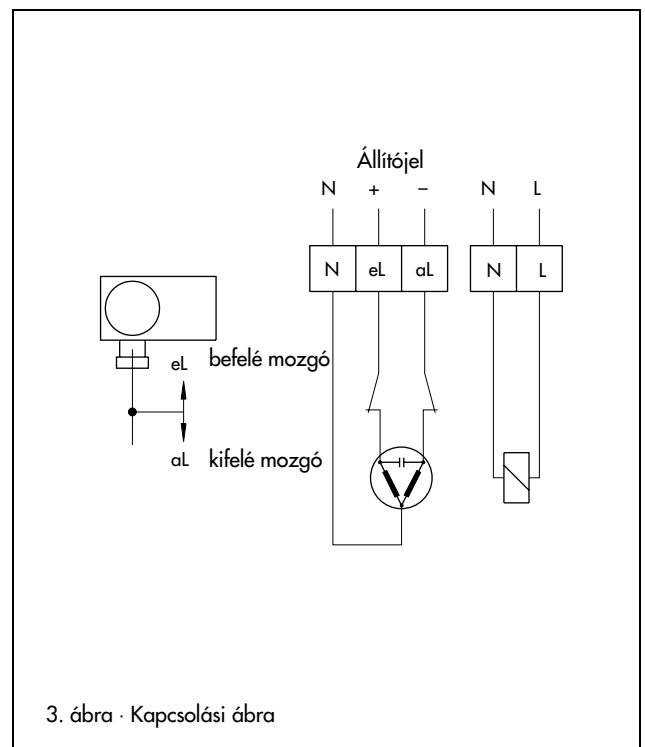 Állítójel
N + – N L
N eL aL N L
eL befelé mozgó
aL kifelé mozgó
3. ábra · Kapcsolási ábra